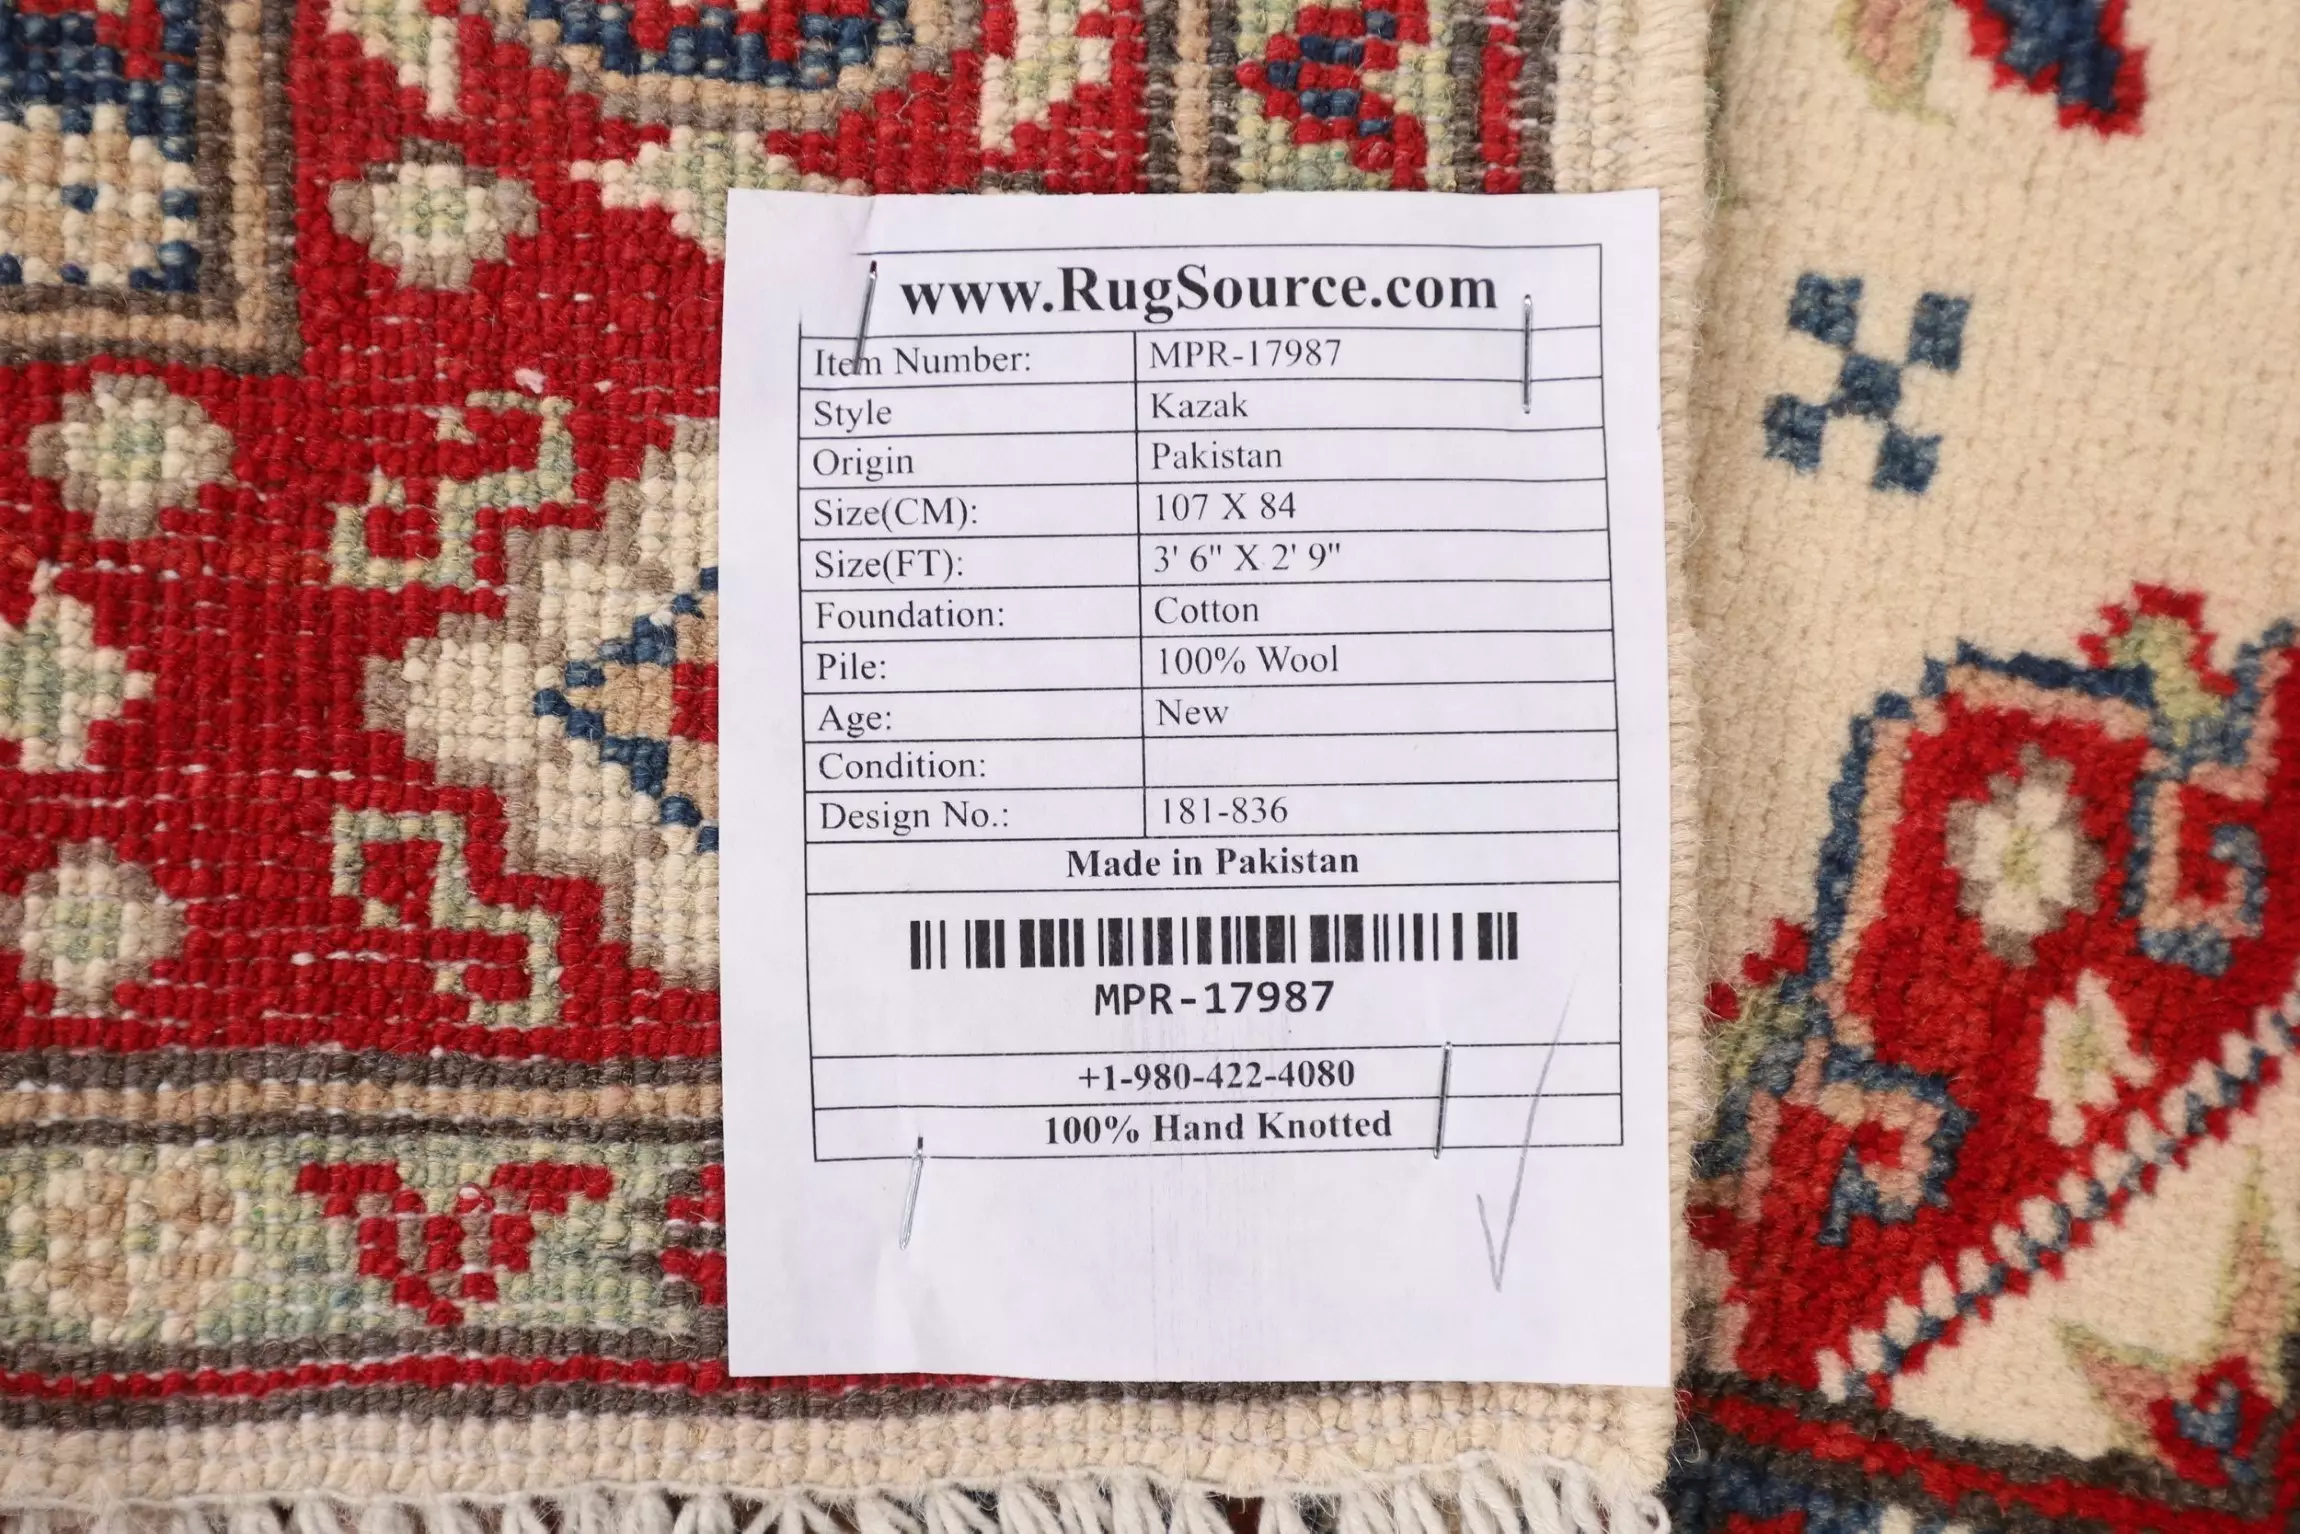 www.RugSource.com
Item Number: MPR-17987
Style Kazak
Origin Pakistan
Size(CM): 107 X 84
Size(FT): 3' 6" X 2' 9"
Foundation: Cotton
Pile: 100% Wool
Age: New
Condition:
Design No.: 181-836
Made in Pakistan
MPR-17987
+1-980-422-4080
100% Hand Knotted